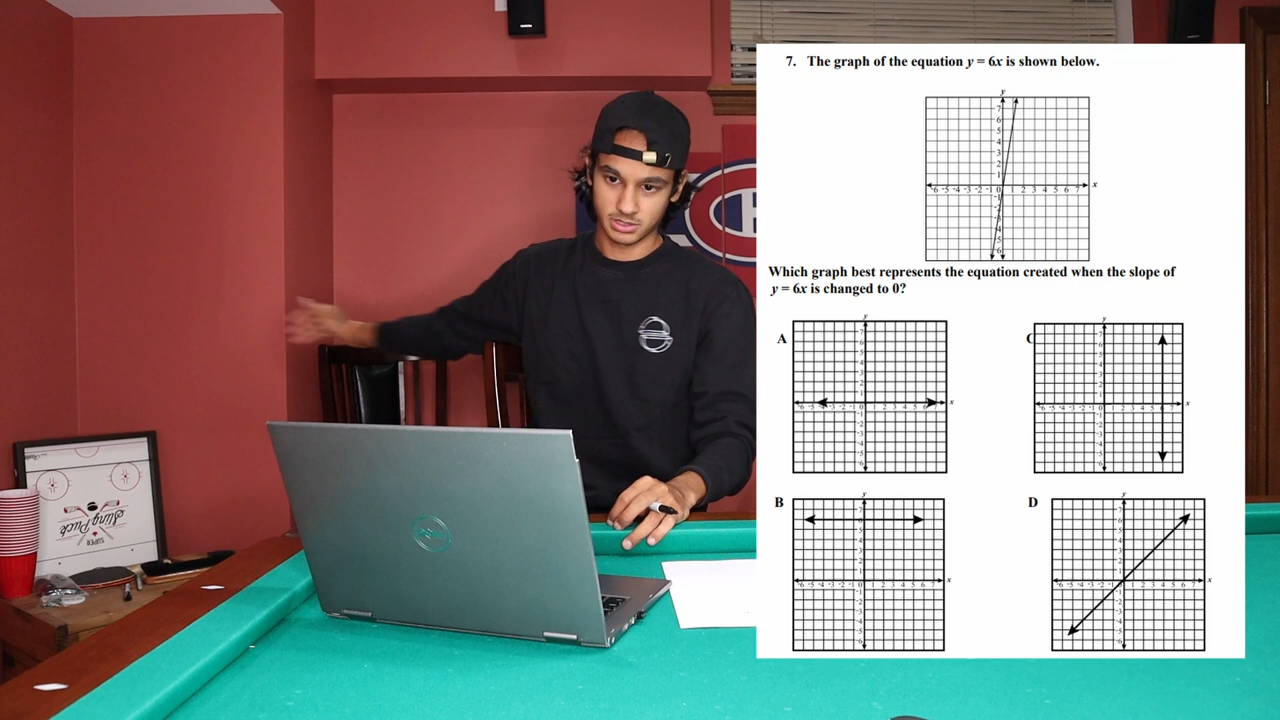 7. The graph of the equation y = 6x is shown below.
Which graph best represents the equation created when the slope of
y = 6x is changed to 0?
A
C
B
D
DELL
SUPER
Sling Puck